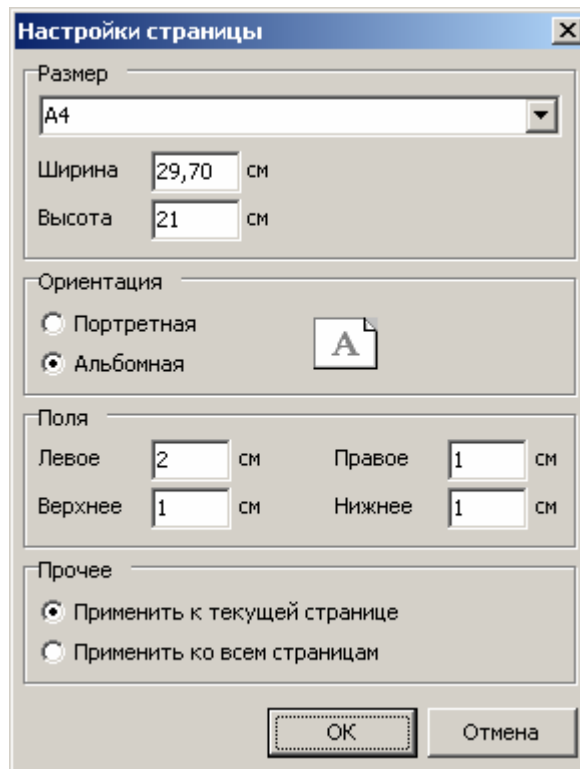 Настройки страницы
Размер
A4
Ширина 29,70 см
Высота 21 см
Ориентация
Портретная
A
Альбомная
Поля
Левое 2 см Правое 1 см
Верхнее 1 см Нижнее 1 см
Прочее
Применить к текущей странице
Применить ко всем страницам
OK Отмена